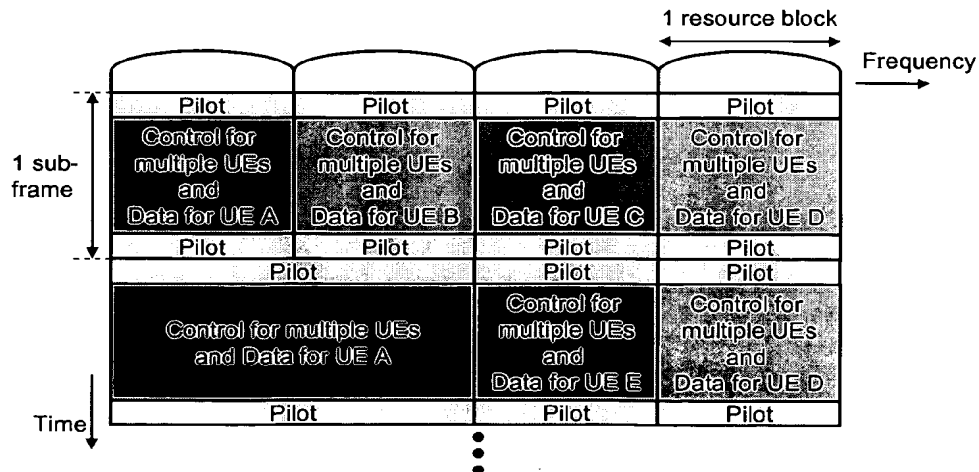 1 resource block
Frequency
Pilot Pilot Pilot Pilot
1 sub-
frame
Control for
multiple UEs
and
Data for UE A
Control for
multiple UEs
and
Data for UE B
Control for
multiple UEs
and
Data for UE C
Control for
multiple UEs
and
Data for UE D
Pilot Pilot Pilot Pilot
Pilot Pilot Pilot
Control for multiple UEs
and Data for UE A
Control for
multiple UEs
and
Data for UE E
Control for
multiple UEs
and
Data for UE D
Pilot Pilot Pilot
Time